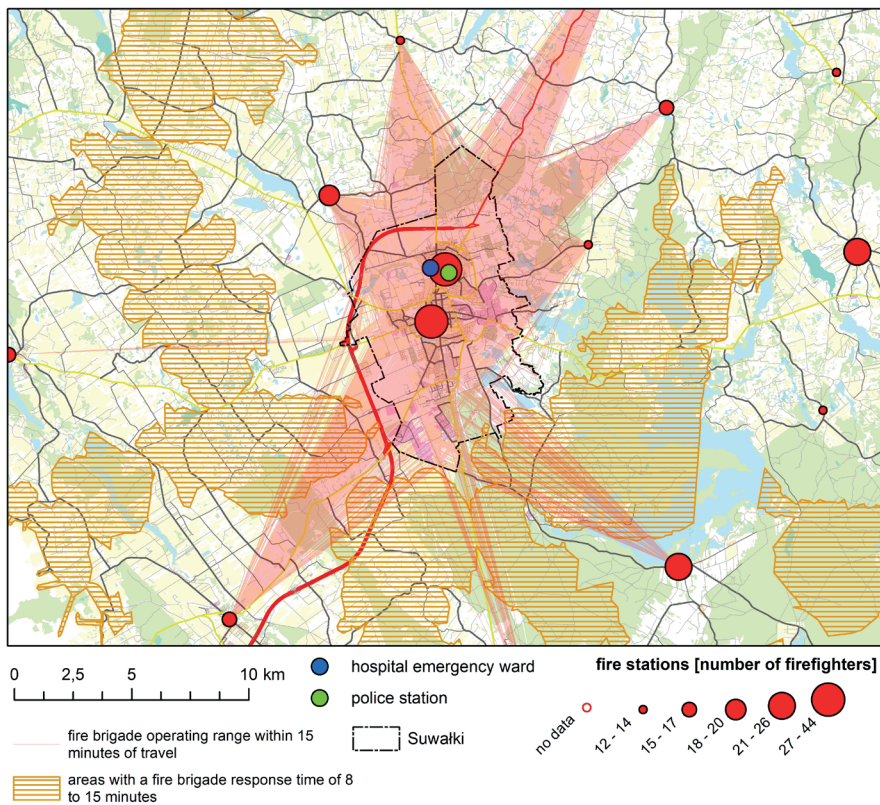 0 2,5 5 10 km
hospital emergency ward
police station
fire brigade operating range within 15
minutes of travel
Suwałki
areas with a fire brigade response time of 8
to 15 minutes
fire stations [number of firefighters]
no data
12 - 14
15 - 17
18 - 20
21 - 26
27 - 44